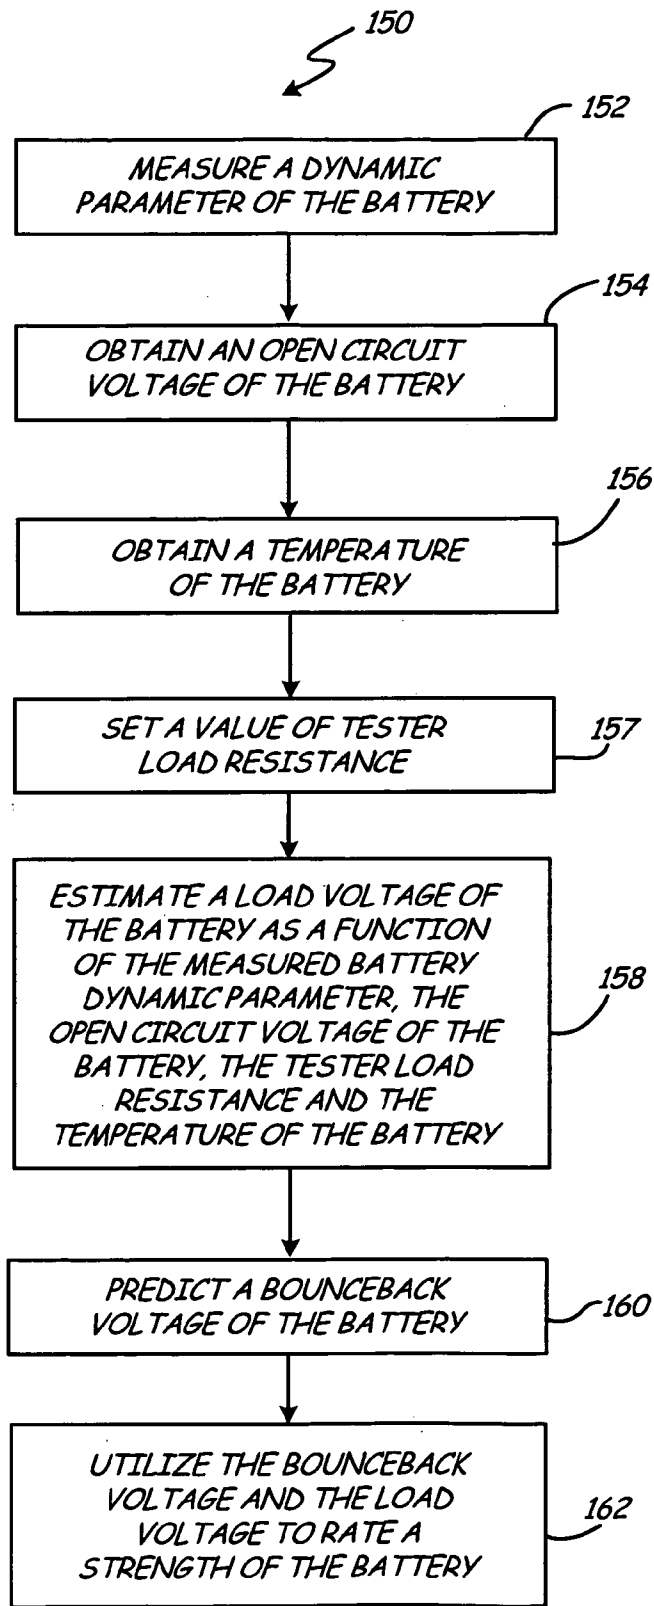 150
152
MEASURE A DYNAMIC
PARAMETER OF THE BATTERY
154
OBTAIN AN OPEN CIRCUIT
VOLTAGE OF THE BATTERY
156
OBTAIN A TEMPERATURE
OF THE BATTERY
SET A VALUE OF TESTER
LOAD RESISTANCE
157
ESTIMATE A LOAD VOLTAGE OF
THE BATTERY AS A FUNCTION
OF THE MEASURED BATTERY
DYNAMIC PARAMETER, THE
OPEN CIRCUIT VOLTAGE OF THE
BATTERY, THE TESTER LOAD
RESISTANCE AND THE
TEMPERATURE OF THE BATTERY
158
PREDICT A BOUNCEBACK
VOLTAGE OF THE BATTERY
160
UTILIZE THE BOUNCEBACK
VOLTAGE AND THE LOAD
VOLTAGE TO RATE A
STRENGTH OF THE BATTERY
162